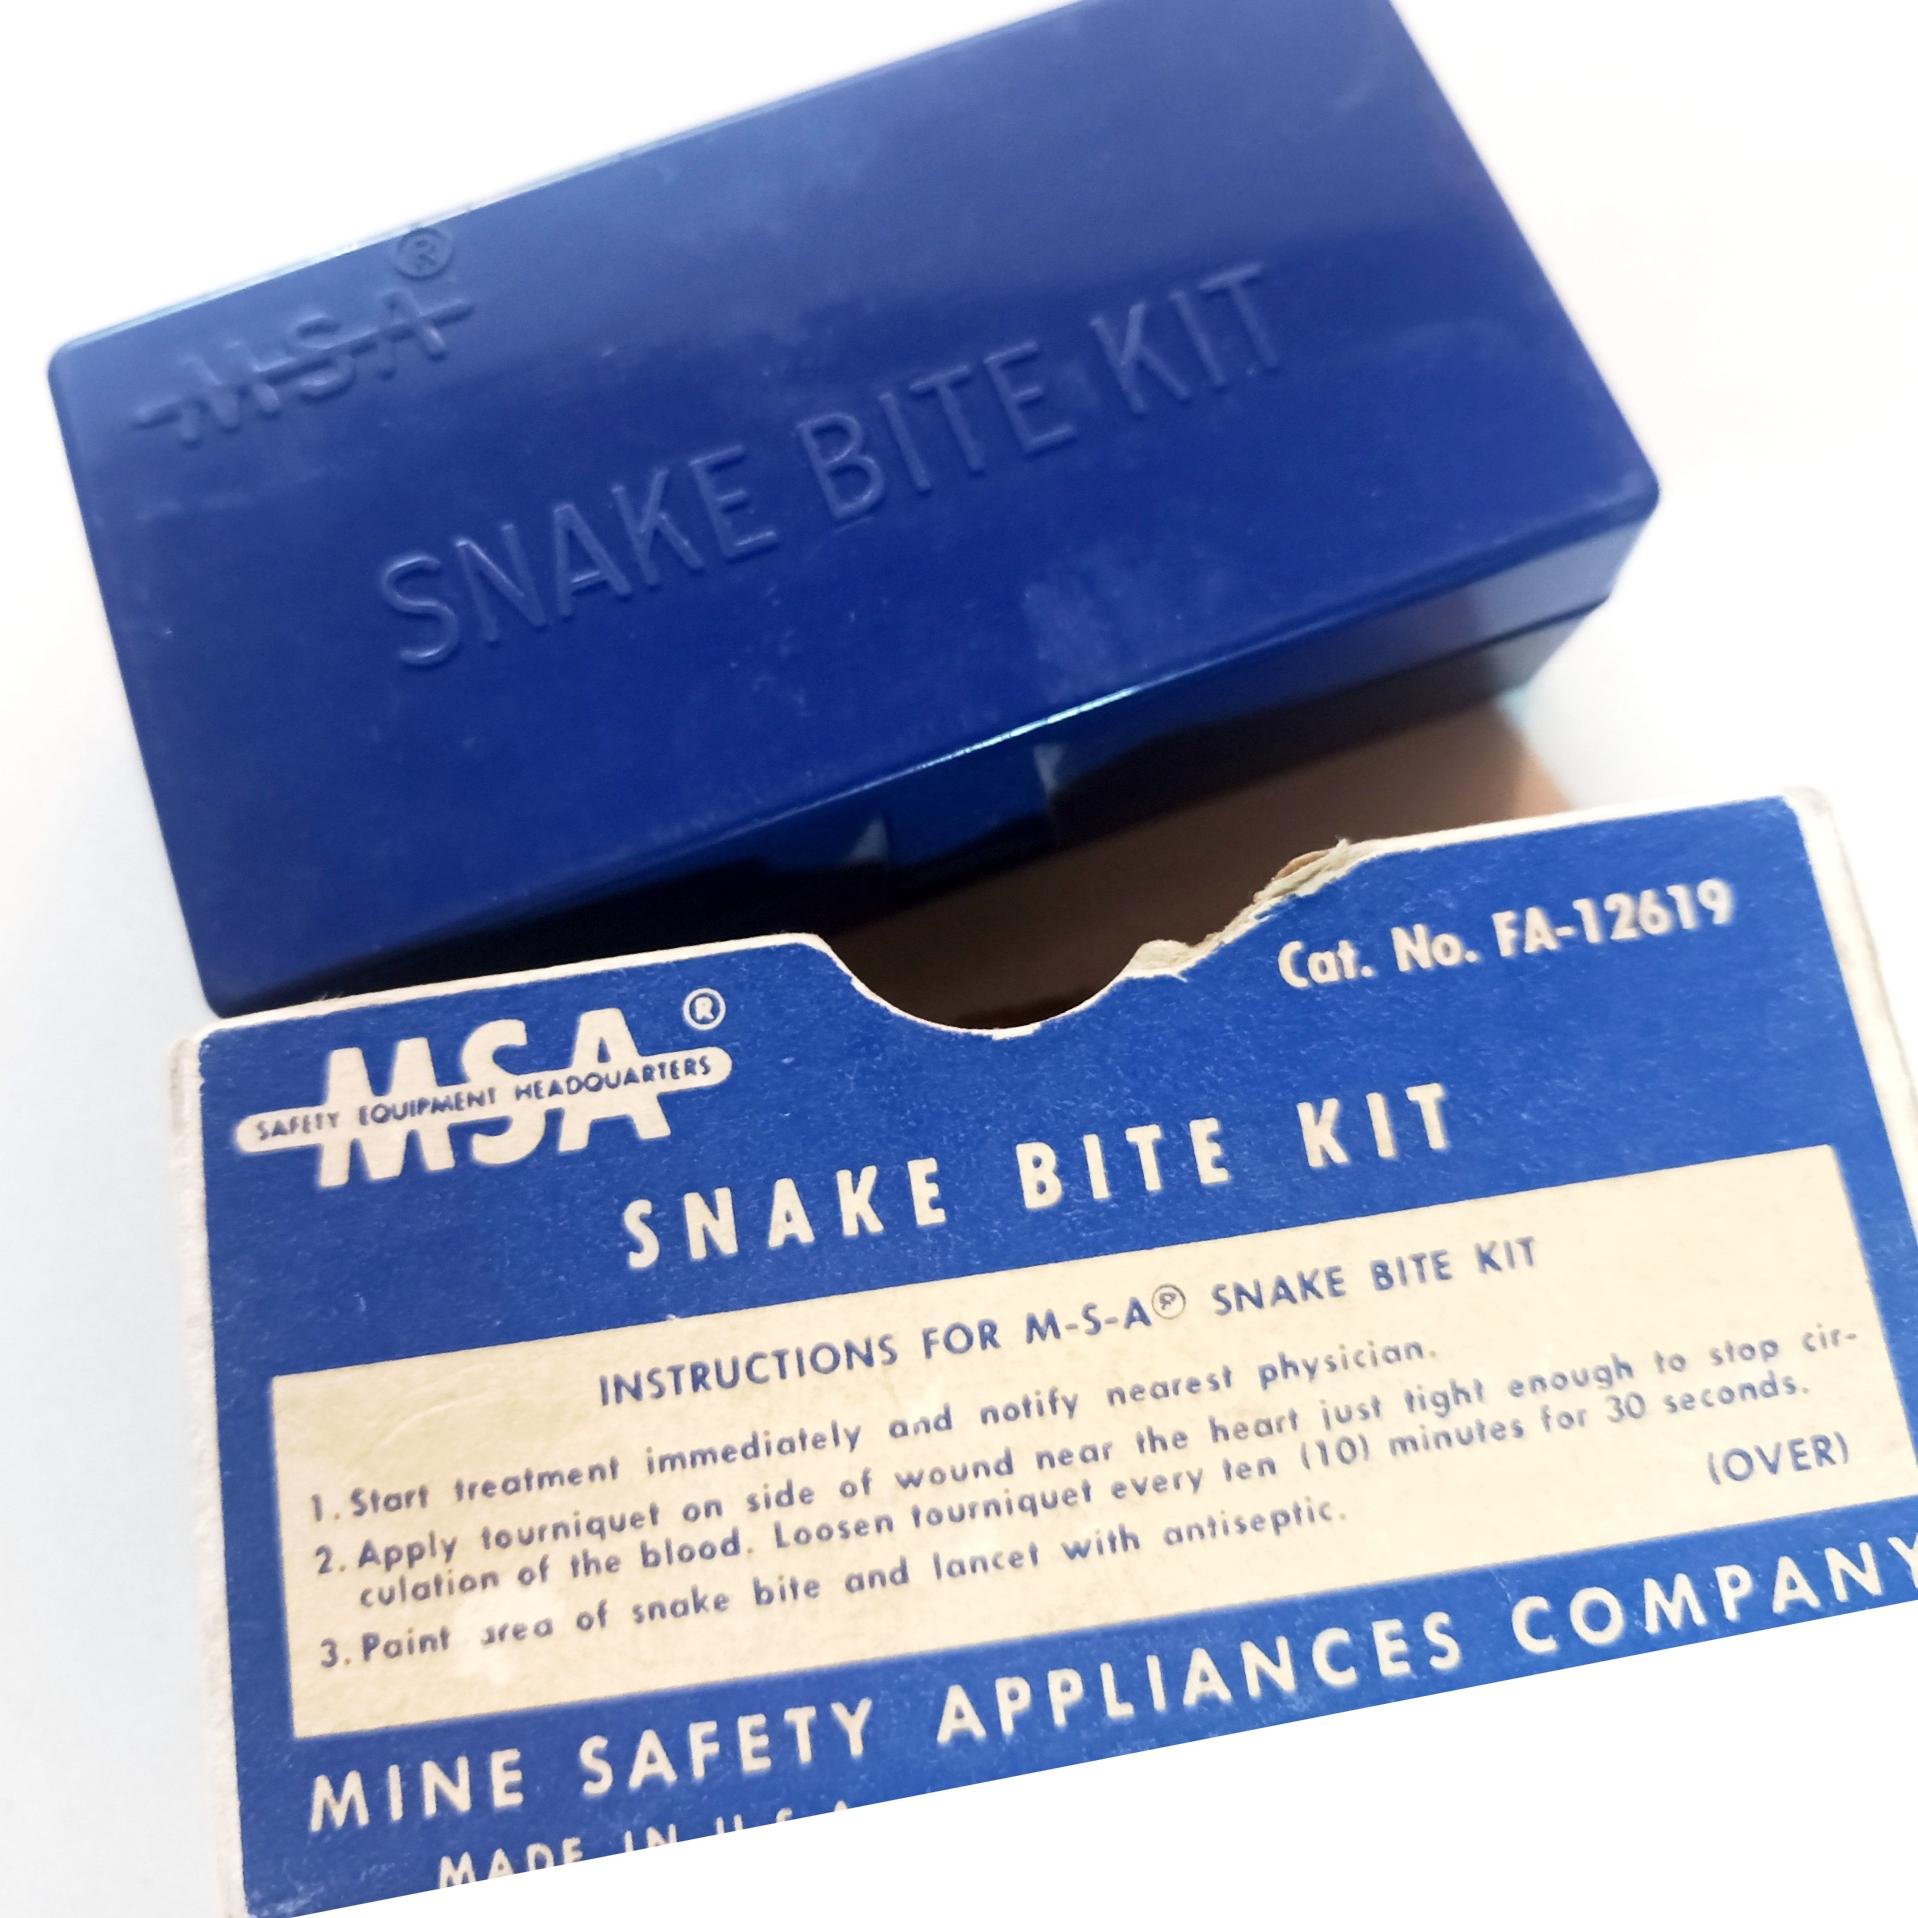 MSA®
SNAKE BITE KIT
MSA®
SAFETY EQUIPMENT HEADQUARTERS
Cat. No. FA-12619
SNAKE BITE KIT
INSTRUCTIONS FOR M-S-A® SNAKE BITE KIT
1. Start treatment immediately and notify nearest physician.
2. Apply tourniquet on side of wound near the heart just tight enough to stop cir-
culation of the blood. Loosen tourniquet every ten (10) minutes for 30 seconds.
3. Paint area of snake bite and lancet with antiseptic.
(OVER)
MINE SAFETY APPLIANCES COMPANY
MADE IN U.S.A.